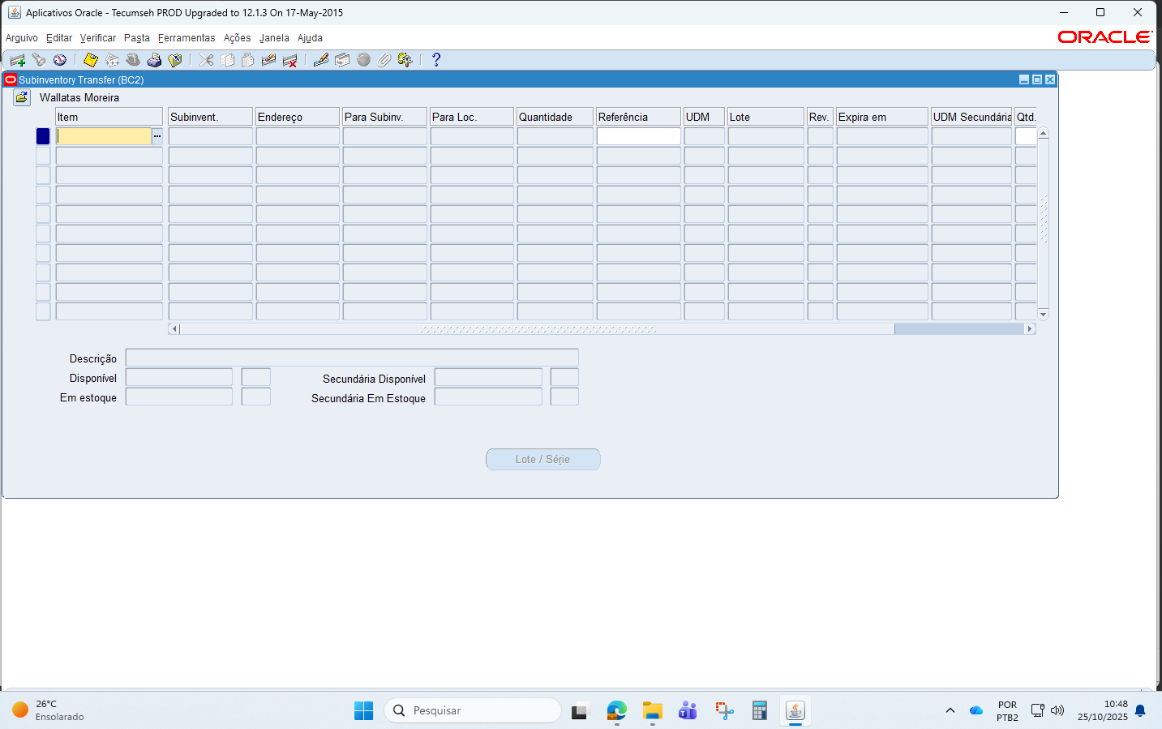 Aplicativos Oracle - Tecumseh PROD Upgraded to 12.1.3 On 17-May-2015
Arquivo Editar Verificar Pasta Ferramentas Ações Janela Ajuda
ORACLE
Subinventory Transfer (BC2)
Wallatas Moreira
Item Subinvent. Endereço Para Subinv. Para Loc. Quantidade Referência UDM Lote Rev. Expira em UDM Secundária Qtd.
Descrição
Disponível Secundária Disponível
Em estoque Secundária Em Estoque
Lote / Série
26°C
Ensolarado
Pesquisar
POR
PTB2
10:48
25/10/2025